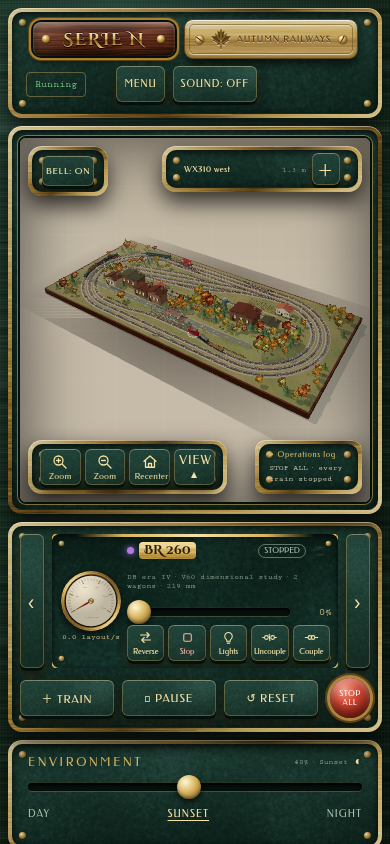 SERIE N
AUTUMN RAILWAYS
Running
MENU
SOUND: OFF
BELL: ON
WX310 west
1.3 m
+
Zoom
Zoom
Recenter
VIEW
▲
Operations log
STOP ALL · every
train stopped
BR 260
STOPPED
DB era IV · V60 dimensional study · 2
wagons · 219 mm
0%
0.0 layout/s
Reverse
Stop
Lights
Uncouple
Couple
‹
›
+ TRAIN
PAUSE
↺ RESET
STOP
ALL
ENVIRONMENT
48% · Sunset
DAY
SUNSET
NIGHT